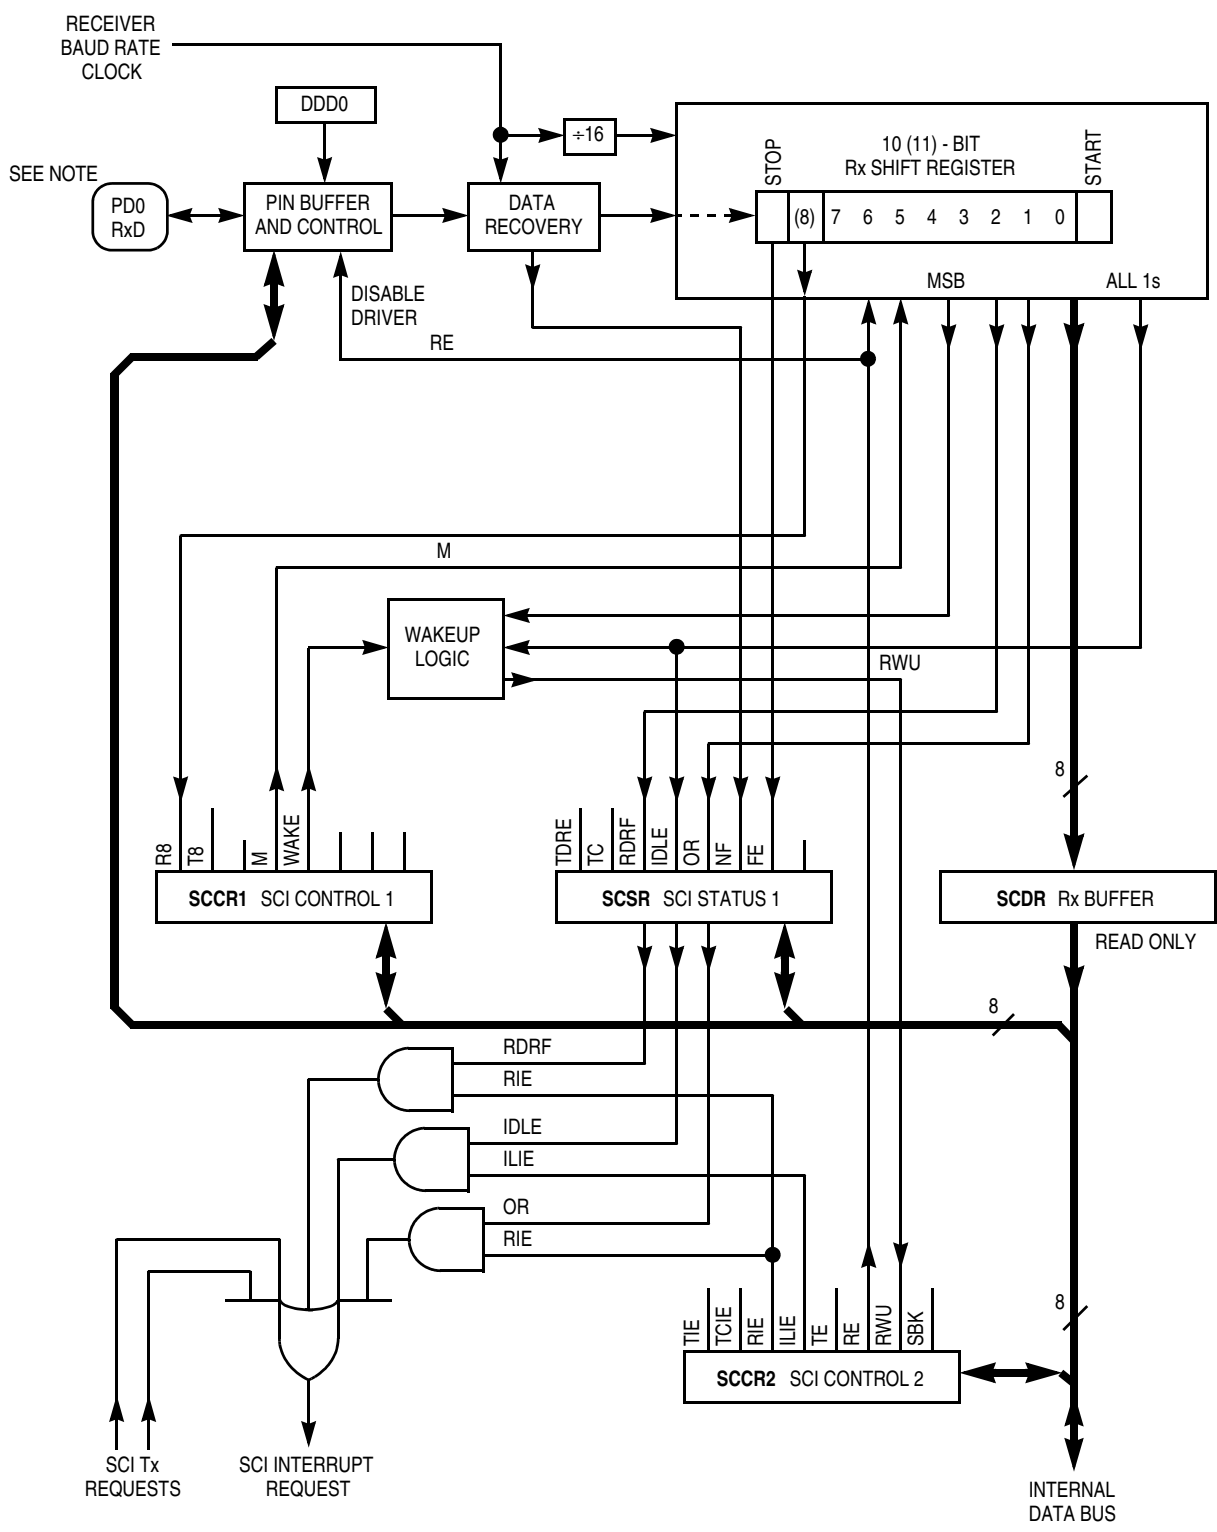 RECEIVER
BAUD RATE
CLOCK
DDD0
÷16
10 (11) - BIT
Rx SHIFT REGISTER
STOP
START
SEE NOTE
PD0
RxD
PIN BUFFER
AND CONTROL
DATA
RECOVERY
(8) 7 6 5 4 3 2 1 0
DISABLE
DRIVER
MSB
ALL 1s
RE
M
WAKEUP
LOGIC
RWU
8
R8
T8
M
WAKE
TDRE
TC
RDRF
IDLE
OR
NF
FE
SCCR1 SCI CONTROL 1
SCSR SCI STATUS 1
SCDR Rx BUFFER
READ ONLY
8
RDRF
RIE
IDLE
ILIE
OR
RIE
8
TIE
TCIE
RIE
ILIE
TE
RE
RWU
SBK
SCCR2 SCI CONTROL 2
SCI Tx
REQUESTS
SCI INTERRUPT
REQUEST
INTERNAL
DATA BUS